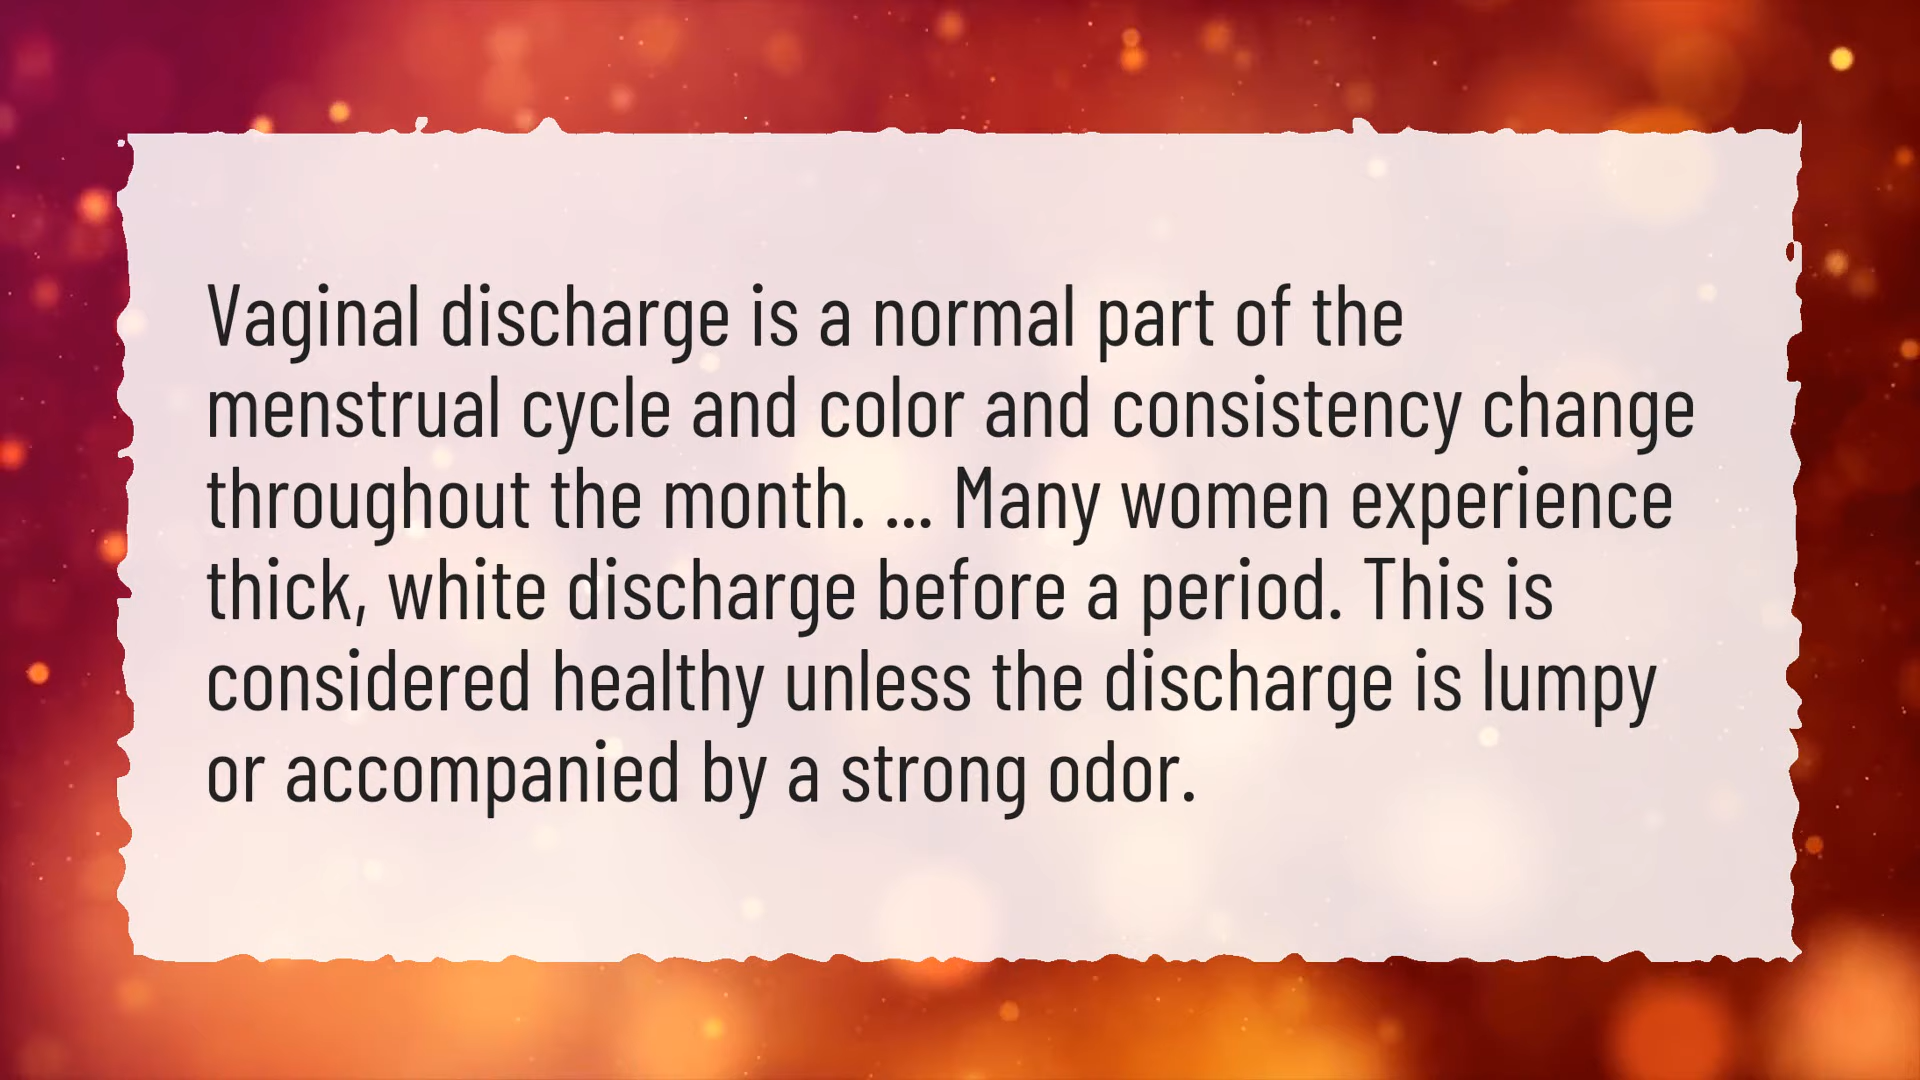 Vaginal discharge is a normal part of the
menstrual cycle and color and consistency change
throughout the month. ... Many women experience
thick, white discharge before a period. This is
considered healthy unless the discharge is lumpy
or accompanied by a strong odor.